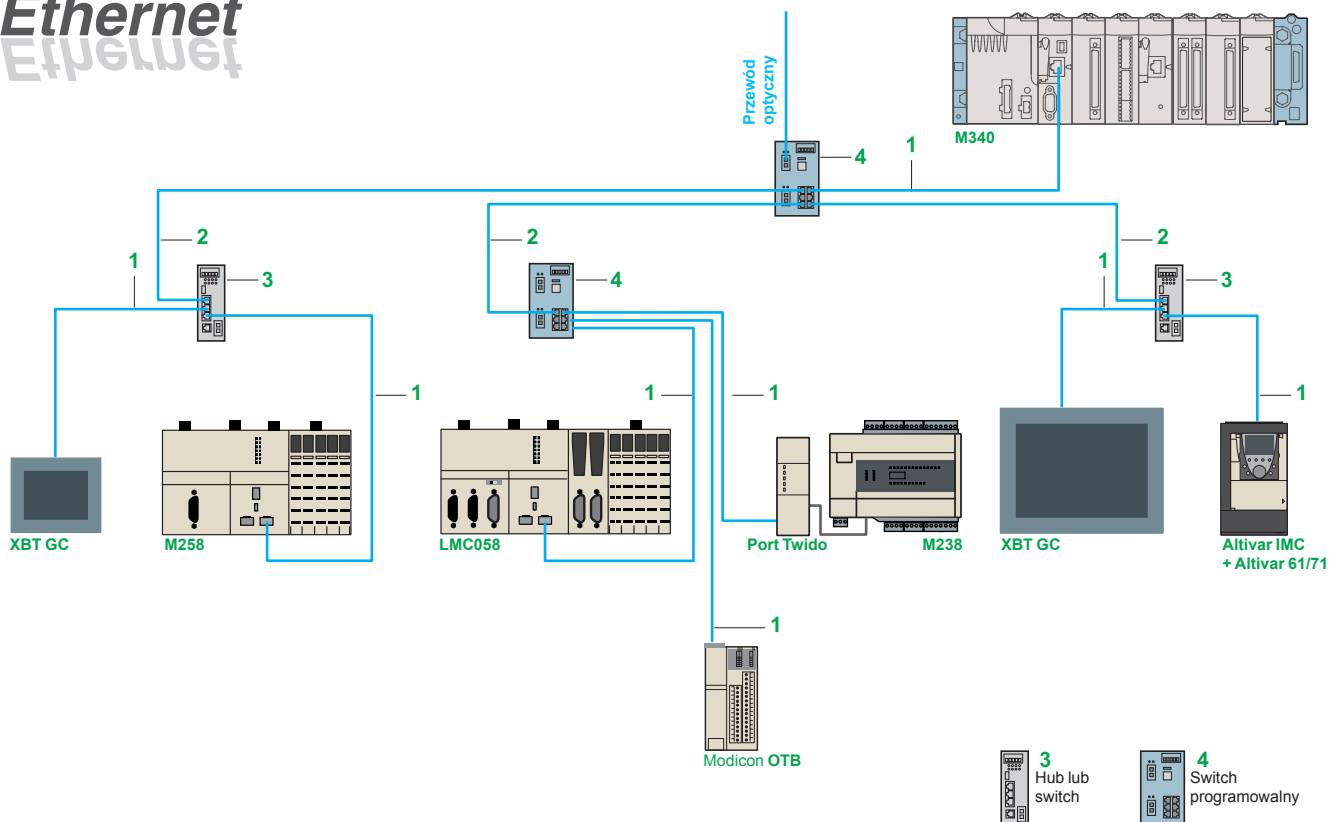 Ethernet
Przewód
optyczny
M340
4
1
2
2
2
1
3
4
1
3
1
1
1
1
XBT GC
M258
LMC058
Port Twido
M238
XBT GC
Altivar IMC
+ Altivar 61/71
1
Modicon OTB
3
Hub lub
switch
4
Switch
programowalny